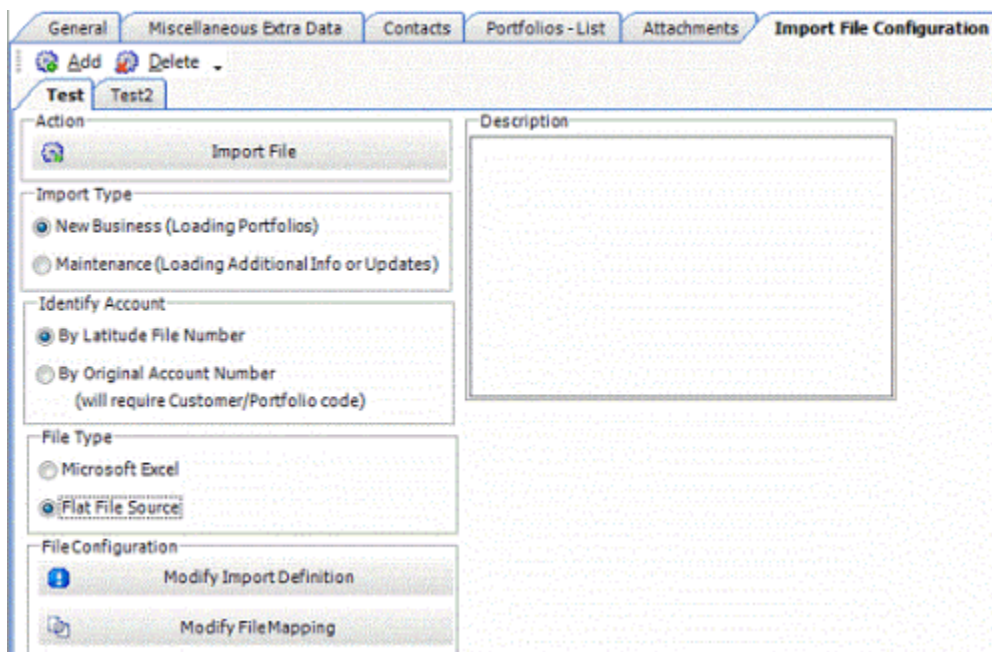 General Miscellaneous Extra Data Contacts Portfolios - List Attachments Import File Configuration
Add Delete
Test Test2
Action
Import File
Description
Import Type
New Business (Loading Portfolios)
Maintenance (Loading Additional Info or Updates)
Identify Account
By Latitude File Number
By Original Account Number
(will require Customer/Portfolio code)
File Type
Microsoft Excel
Flat File Source
File Configuration
Modify Import Definition
Modify File Mapping